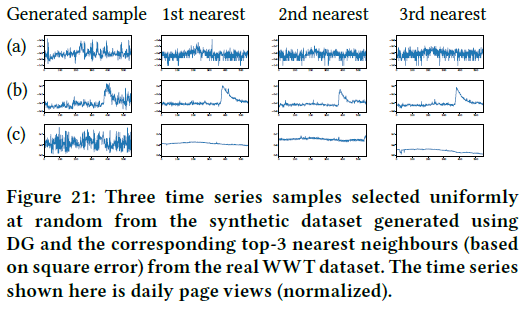 Generated sample 1st nearest 2nd nearest 3rd nearest
(a)
(b)
(c)
Figure 21: Three time series samples selected uniformly
at random from the synthetic dataset generated using
DG and the corresponding top-3 nearest neighbours (based
on square error) from the real WWT dataset. The time series
shown here is daily page views (normalized).